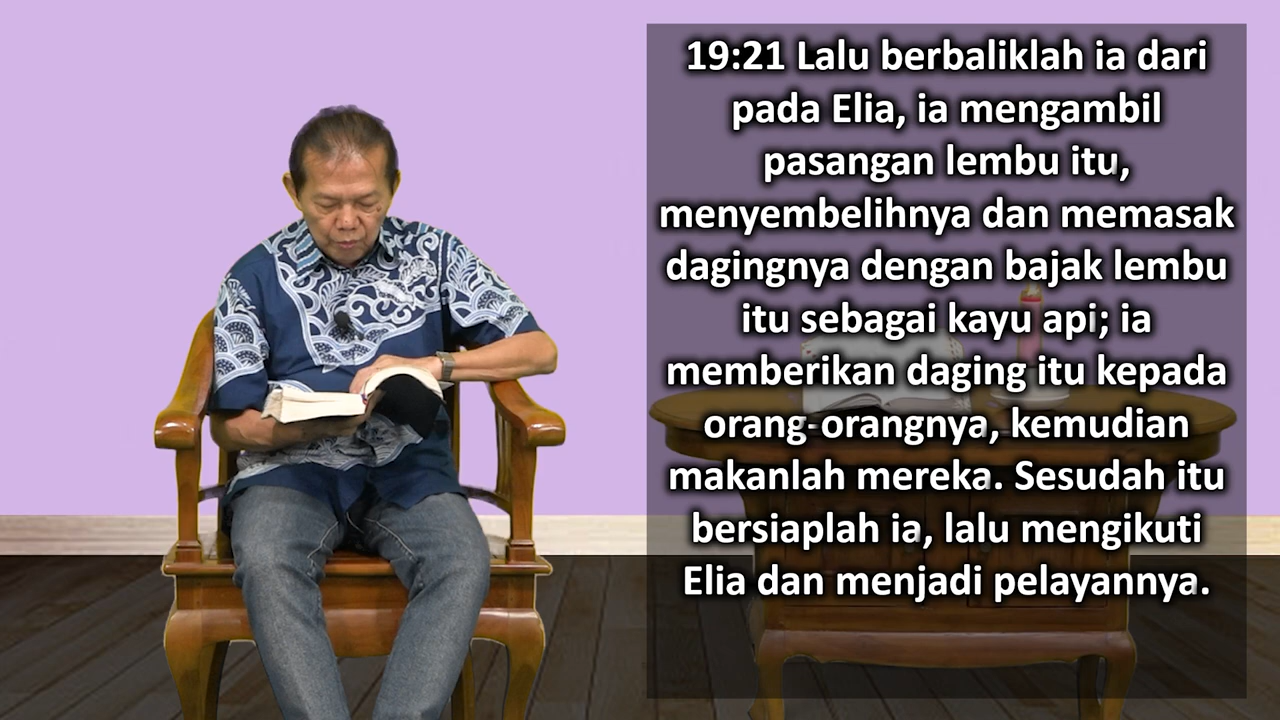 19:21 Lalu berbaliklah ia dari
pada Elia, ia mengambil
pasangan lembu itu,
menyembelihnya dan memasak
dagingnya dengan bajak lembu
itu sebagai kayu api; ia
memberikan daging itu kepada
orang-orangnya, kemudian
makanlah mereka. Sesudah itu
bersiaplah ia, lalu mengikuti
Elia dan menjadi pelayannya.